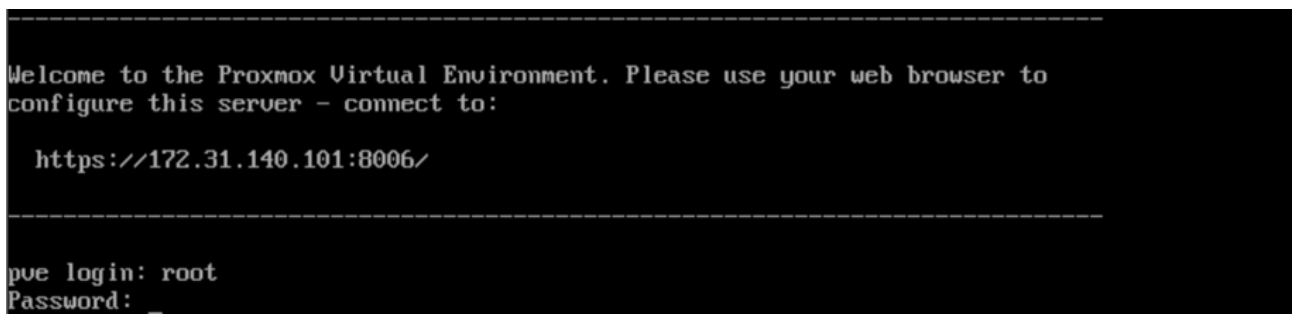 Welcome to the Proxmox Virtual Environment. Please use your web browser to
configure this server - connect to:
https://172.31.140.101:8006/
pve login: root
Password: _